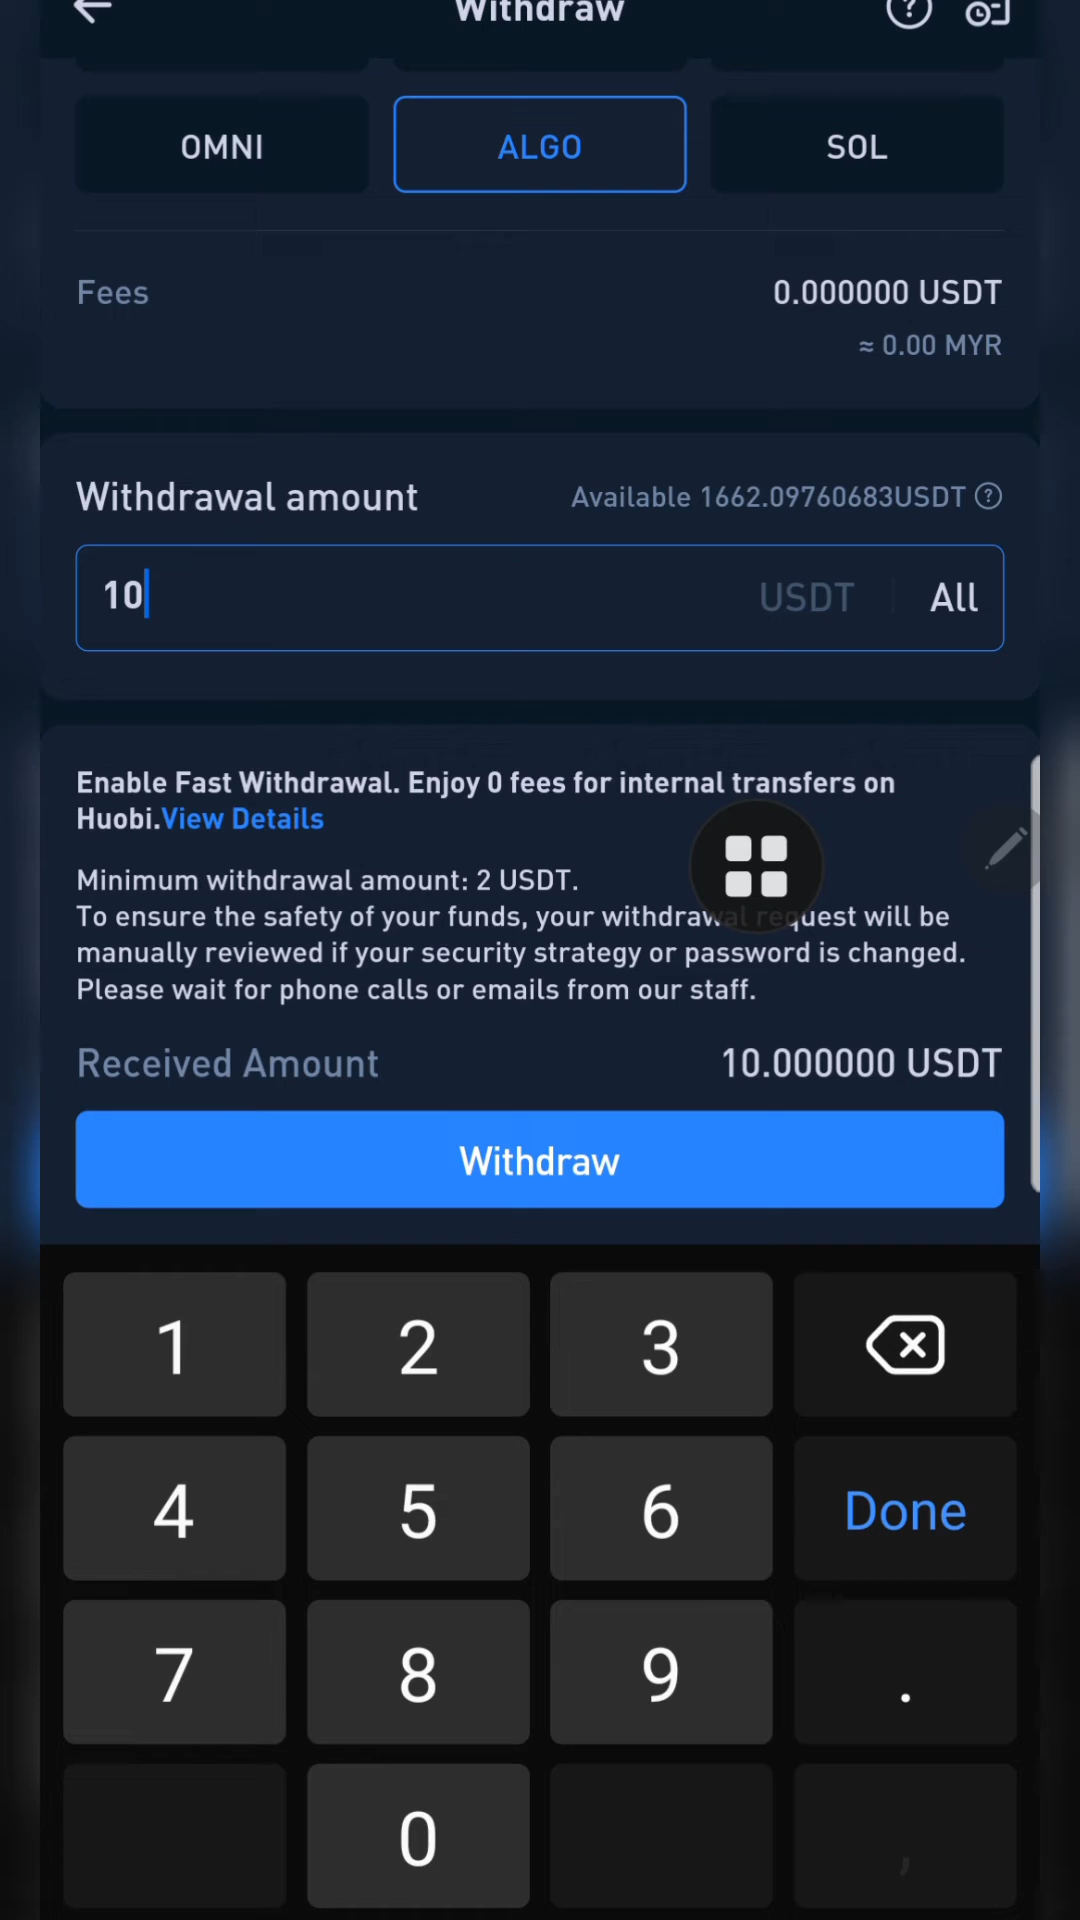 Withdraw
OMNI ALGO SOL
Fees 0.000000 USDT
≈ 0.00 MYR
Withdrawal amount Available 1662.09760683USDT
10 USDT All
Enable Fast Withdrawal. Enjoy 0 fees for internal transfers on
Huobi.View Details
Minimum withdrawal amount: 2 USDT.
To ensure the safety of your funds, your withdrawal request will be
manually reviewed if your security strategy or password is changed.
Please wait for phone calls or emails from our staff.
Received Amount 10.000000 USDT
Withdraw
1 2 3
4 5 6 Done
7 8 9 .
0 ,